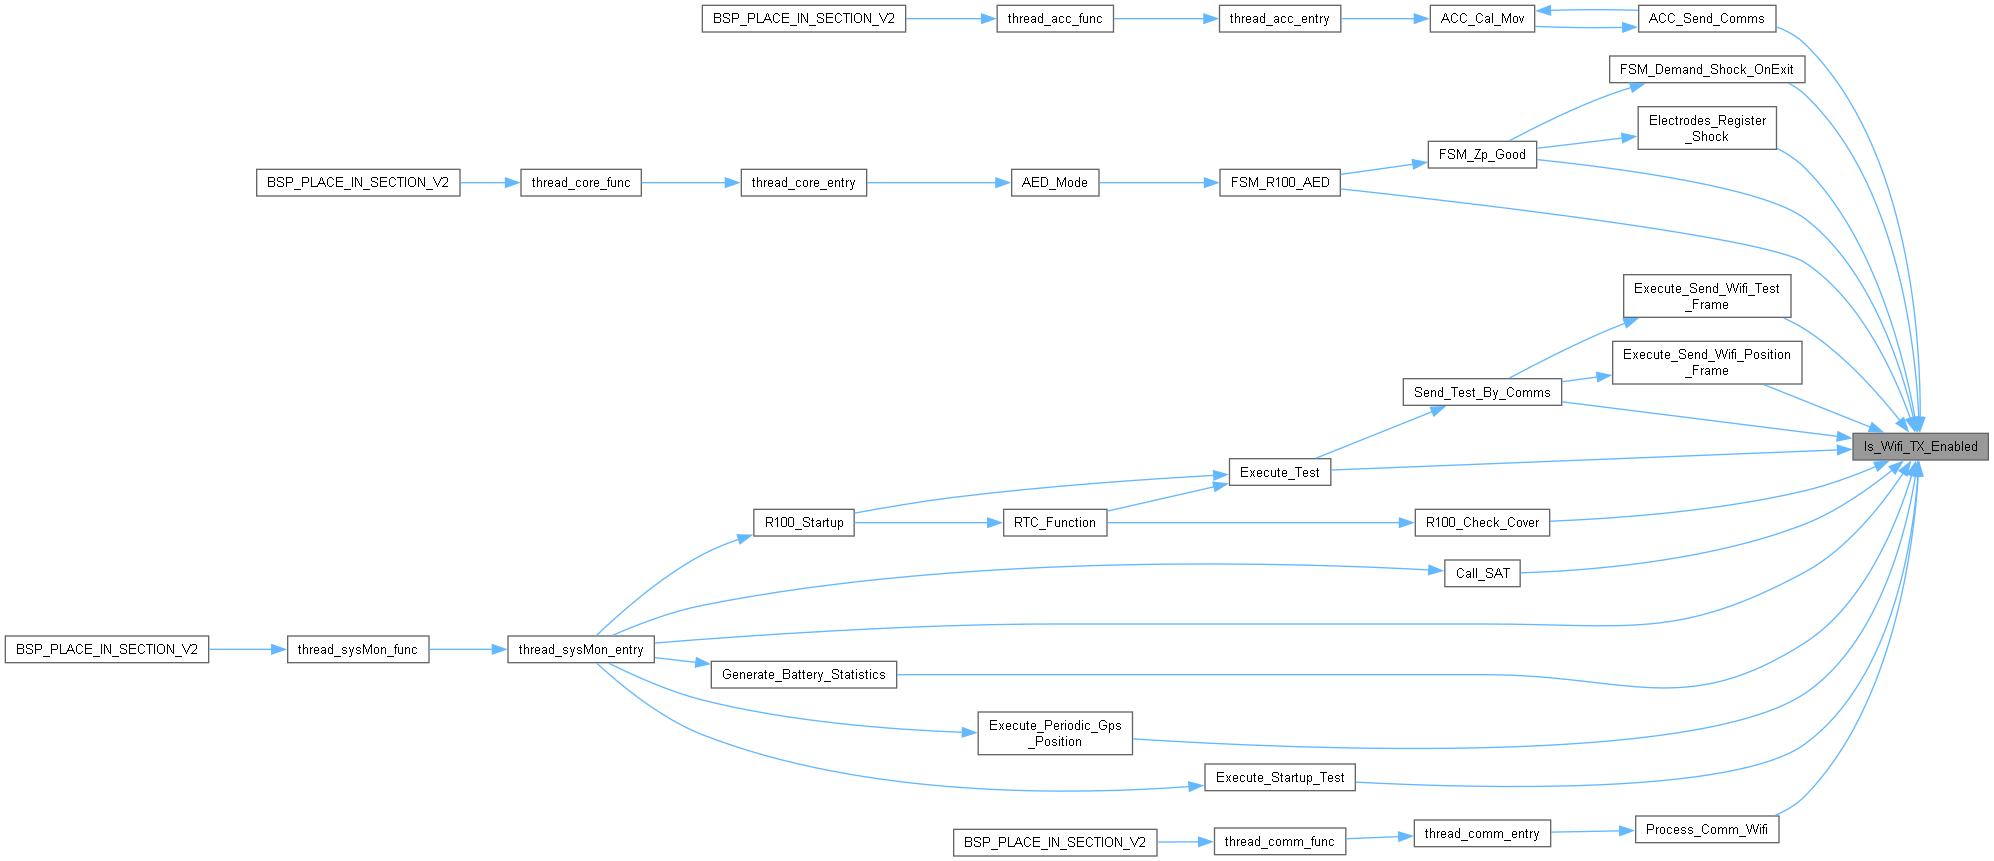 BSP_PLACE_IN_SECTION_V2
thread_acc_func
thread_acc_entry
ACC_Cal_Mov
ACC_Send_Comms
FSM_Demand_Shock_OnExit
Electrodes_Register
_Shock
FSM_Zp_Good
BSP_PLACE_IN_SECTION_V2
thread_core_func
thread_core_entry
AED_Mode
FSM_R100_AED
Execute_Send_Wifi_Test
_Frame
Execute_Send_Wifi_Position
_Frame
Send_Test_By_Comms
Is_Wifi_TX_Enabled
Execute_Test
R100_Startup
RTC_Function
R100_Check_Cover
Call_SAT
BSP_PLACE_IN_SECTION_V2
thread_sysMon_func
thread_sysMon_entry
Generate_Battery_Statistics
Execute_Periodic_Gps
_Position
Execute_Startup_Test
BSP_PLACE_IN_SECTION_V2
thread_comm_func
thread_comm_entry
Process_Comm_Wifi